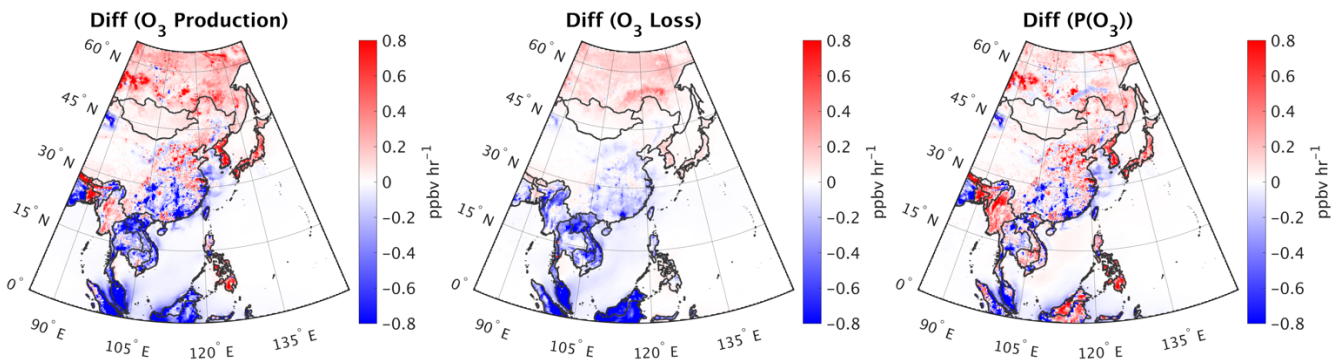 Diff (O₃ Production)
60° N
45° N
30° N
15° N
0°
90° E
105° E
120° E
135° E
0.8
0.6
0.4
0.2
0
−0.2
−0.4
−0.6
−0.8
ppbv hr⁻¹
Diff (O₃ Loss)
60° N
45° N
30° N
15° N
0°
90° E
105° E
120° E
135° E
0.8
0.6
0.4
0.2
0
−0.2
−0.4
−0.6
−0.8
ppbv hr⁻¹
Diff (P(O₃))
60° N
45° N
30° N
15° N
0°
90° E
105° E
120° E
135° E
0.8
0.6
0.4
0.2
0
−0.2
−0.4
−0.6
−0.8
ppbv hr⁻¹